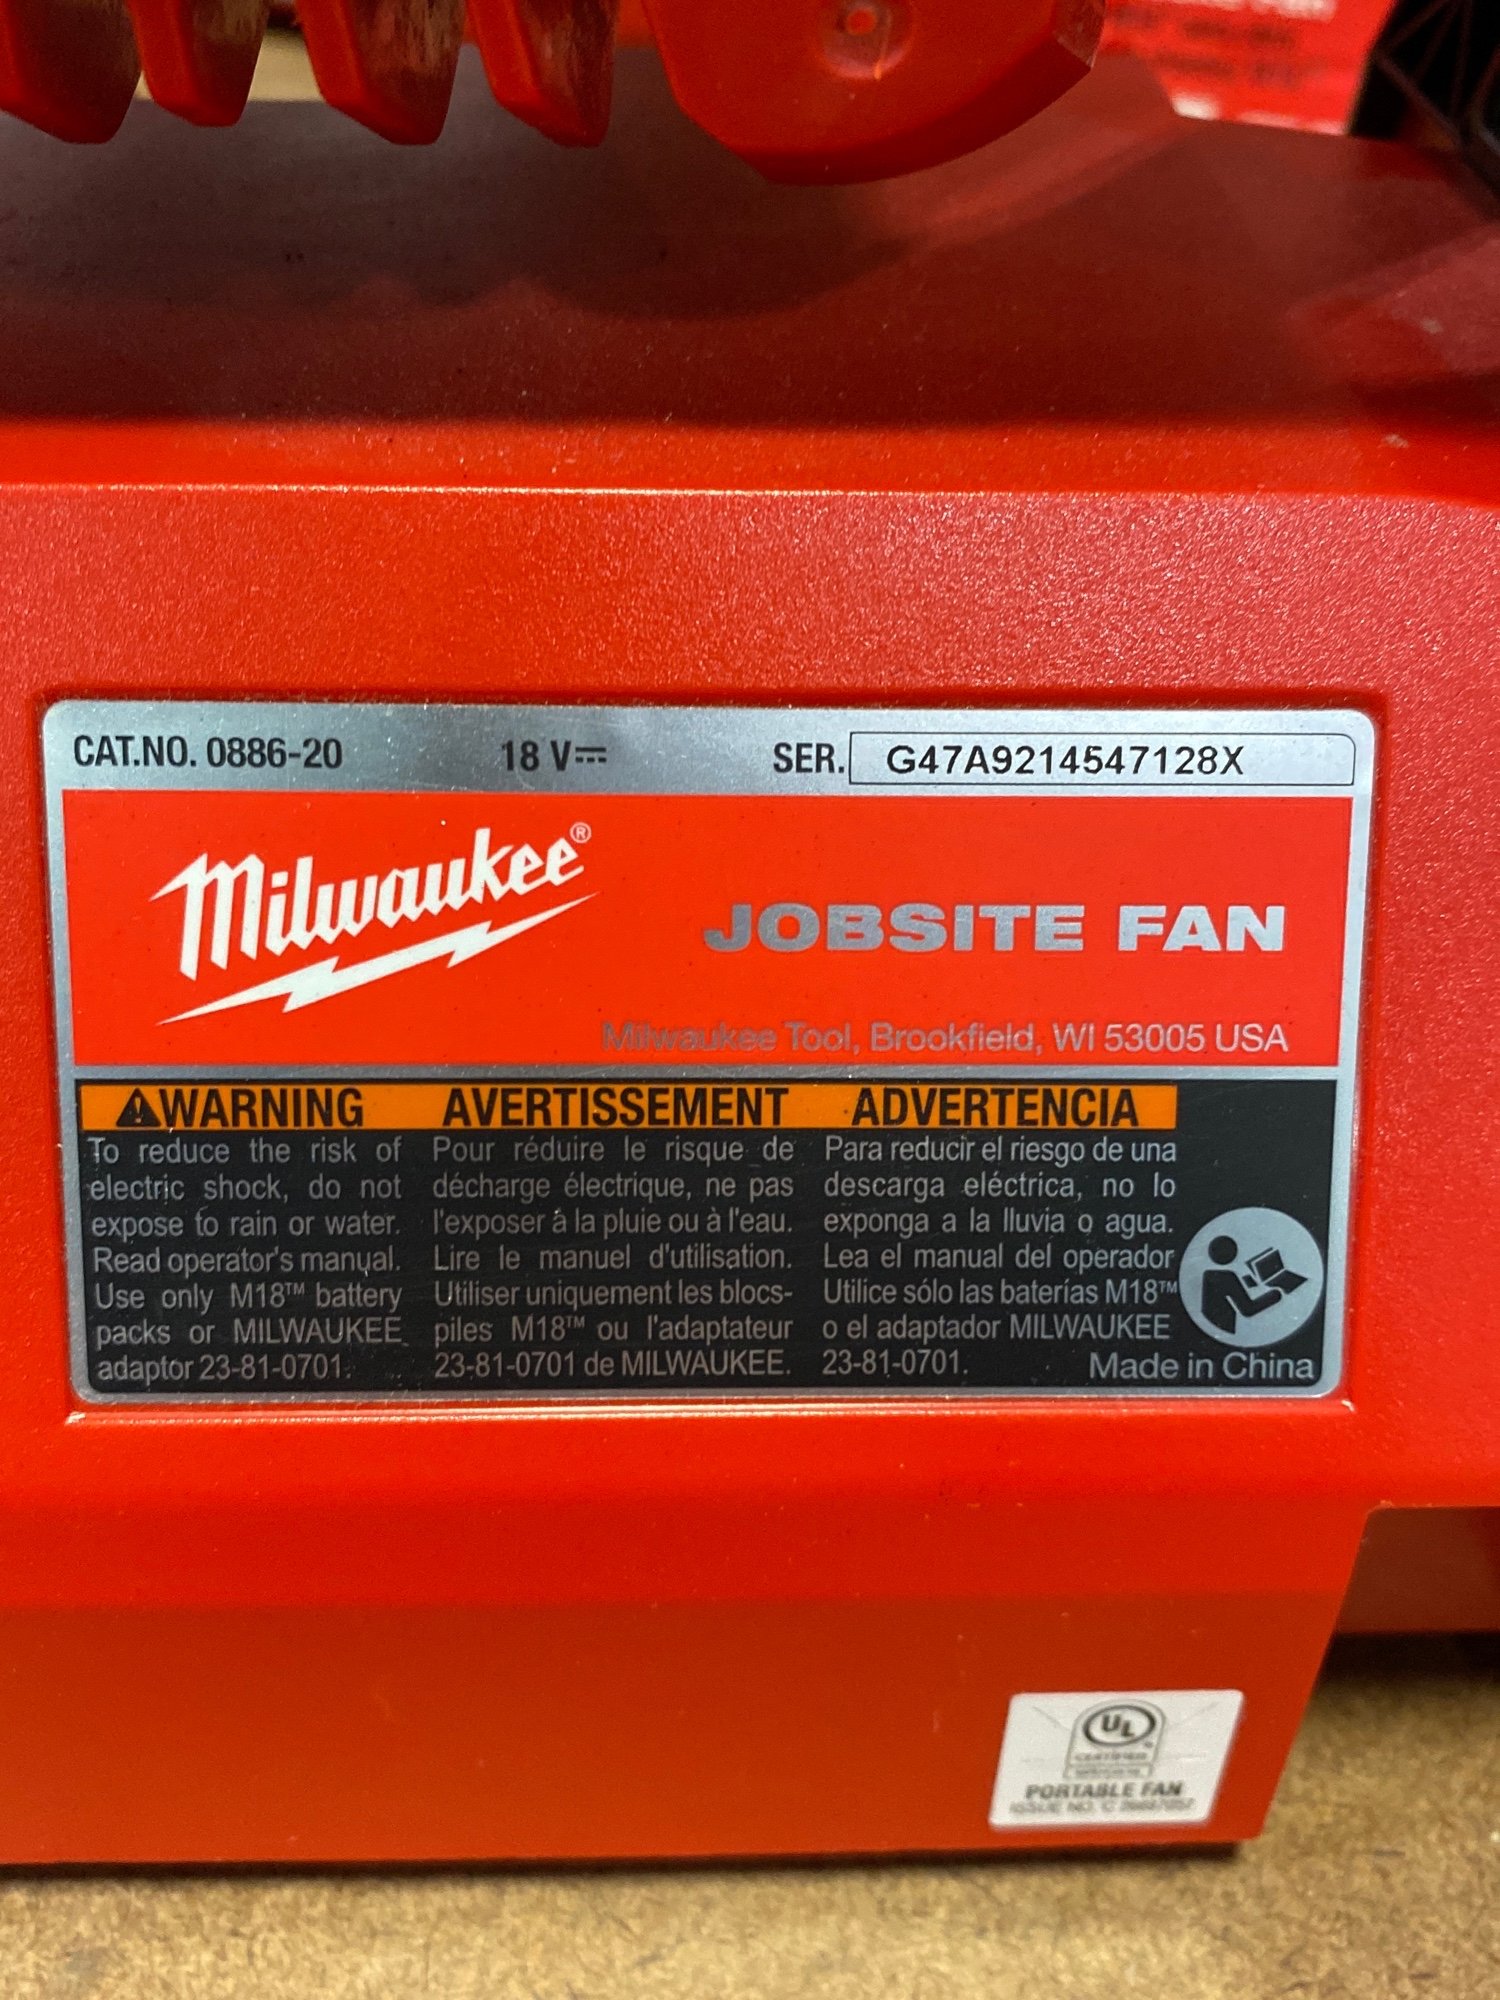 CAT.NO. 0886-20 18 V⎓ SER. G47A9214547128X
Milwaukee®
JOBSITE FAN
Milwaukee Tool, Brookfield, WI 53005 USA
⚠WARNING
To reduce the risk of
electric shock, do not
expose to rain or water.
Read operator's manual.
Use only M18™ battery
packs or MILWAUKEE
adaptor 23-81-0701.
AVERTISSEMENT
Pour réduire le risque de
décharge électrique, ne pas
l'exposer à la pluie ou à l'eau.
Lire le manuel d'utilisation.
Utiliser uniquement les blocs-
piles M18™ ou l'adaptateur
23-81-0701 de MILWAUKEE.
ADVERTENCIA
Para reducir el riesgo de una
descarga eléctrica, no lo
exponga a la lluvia o agua.
Lea el manual del operador
Utilice sólo las baterías M18™
o el adaptador MILWAUKEE
23-81-0701.
Made in China
UL
CERTIFIED
PORTABLE FAN
ISSUE NO.